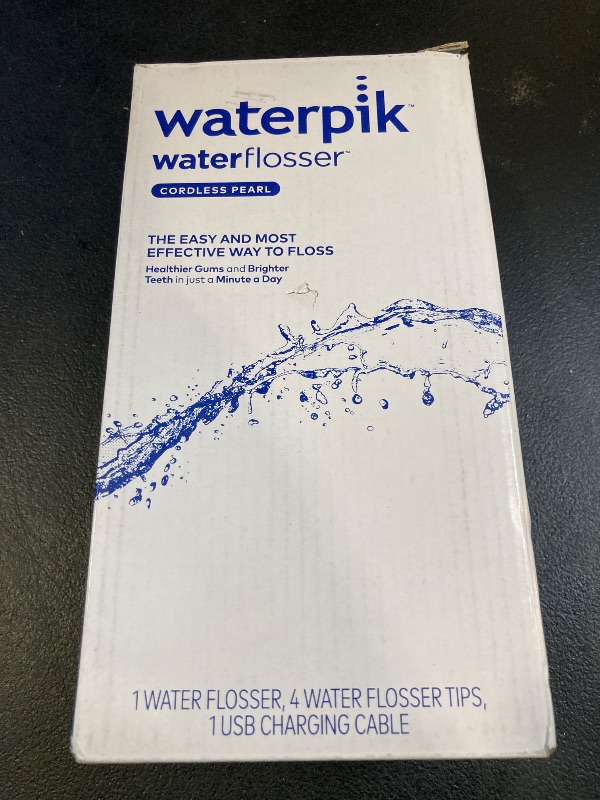 waterpik™
waterflosser™
CORDLESS PEARL
THE EASY AND MOST
EFFECTIVE WAY TO FLOSS
Healthier Gums and Brighter
Teeth in just a Minute a Day
1 WATER FLOSSER, 4 WATER FLOSSER TIPS,
1 USB CHARGING CABLE